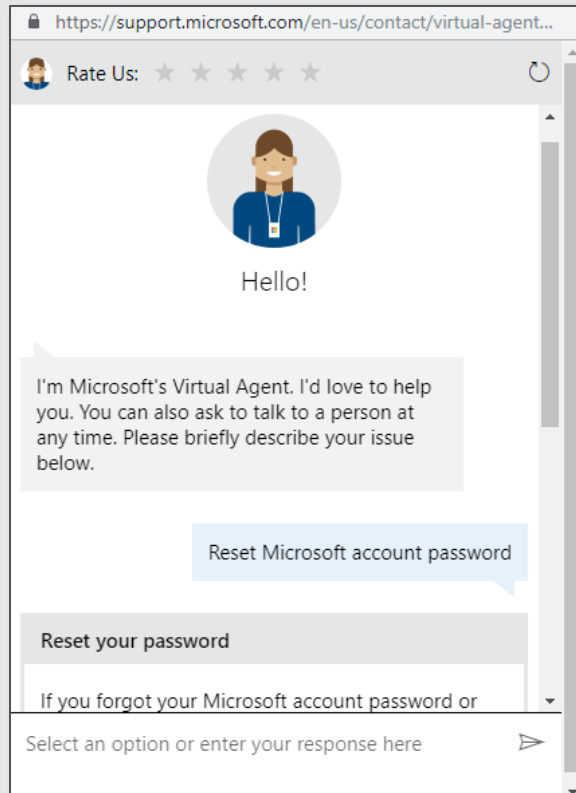 https://support.microsoft.com/en-us/contact/virtual-agent...
Rate Us:
Hello!
I'm Microsoft's Virtual Agent. I'd love to help
you. You can also ask to talk to a person at
any time. Please briefly describe your issue
below.
Reset Microsoft account password
Reset your password
If you forgot your Microsoft account password or
Select an option or enter your response here